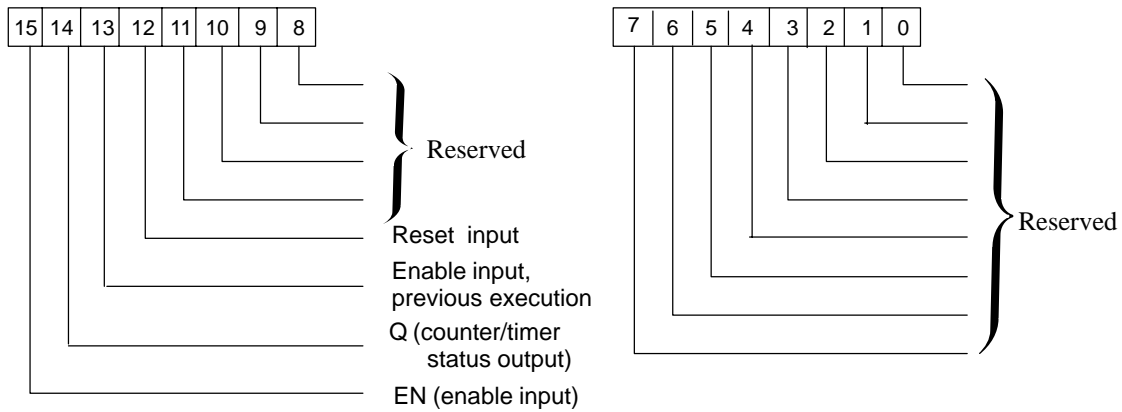 15 14 13 12 11 10 9 8
7 6 5 4 3 2 1 0
Reserved
Reset input
Enable input,
previous execution
Q (counter/timer
status output)
EN (enable input)
Reserved